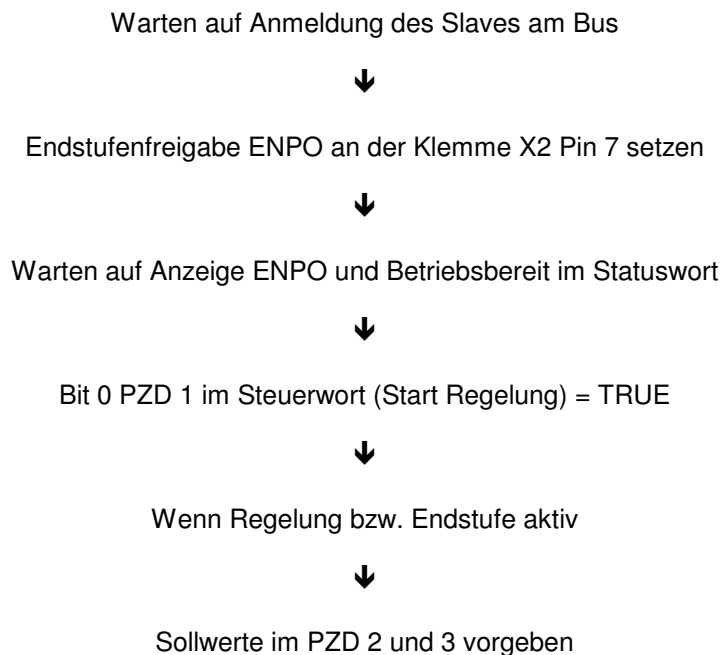 Warten auf Anmeldung des Slaves am Bus
Endstufenfreigabe ENPO an der Klemme X2 Pin 7 setzen
Warten auf Anzeige ENPO und Betriebsbereit im Statuswort
Bit 0 PZD 1 im Steuerwort (Start Regelung) = TRUE
Wenn Regelung bzw. Endstufe aktiv
Sollwerte im PZD 2 und 3 vorgeben